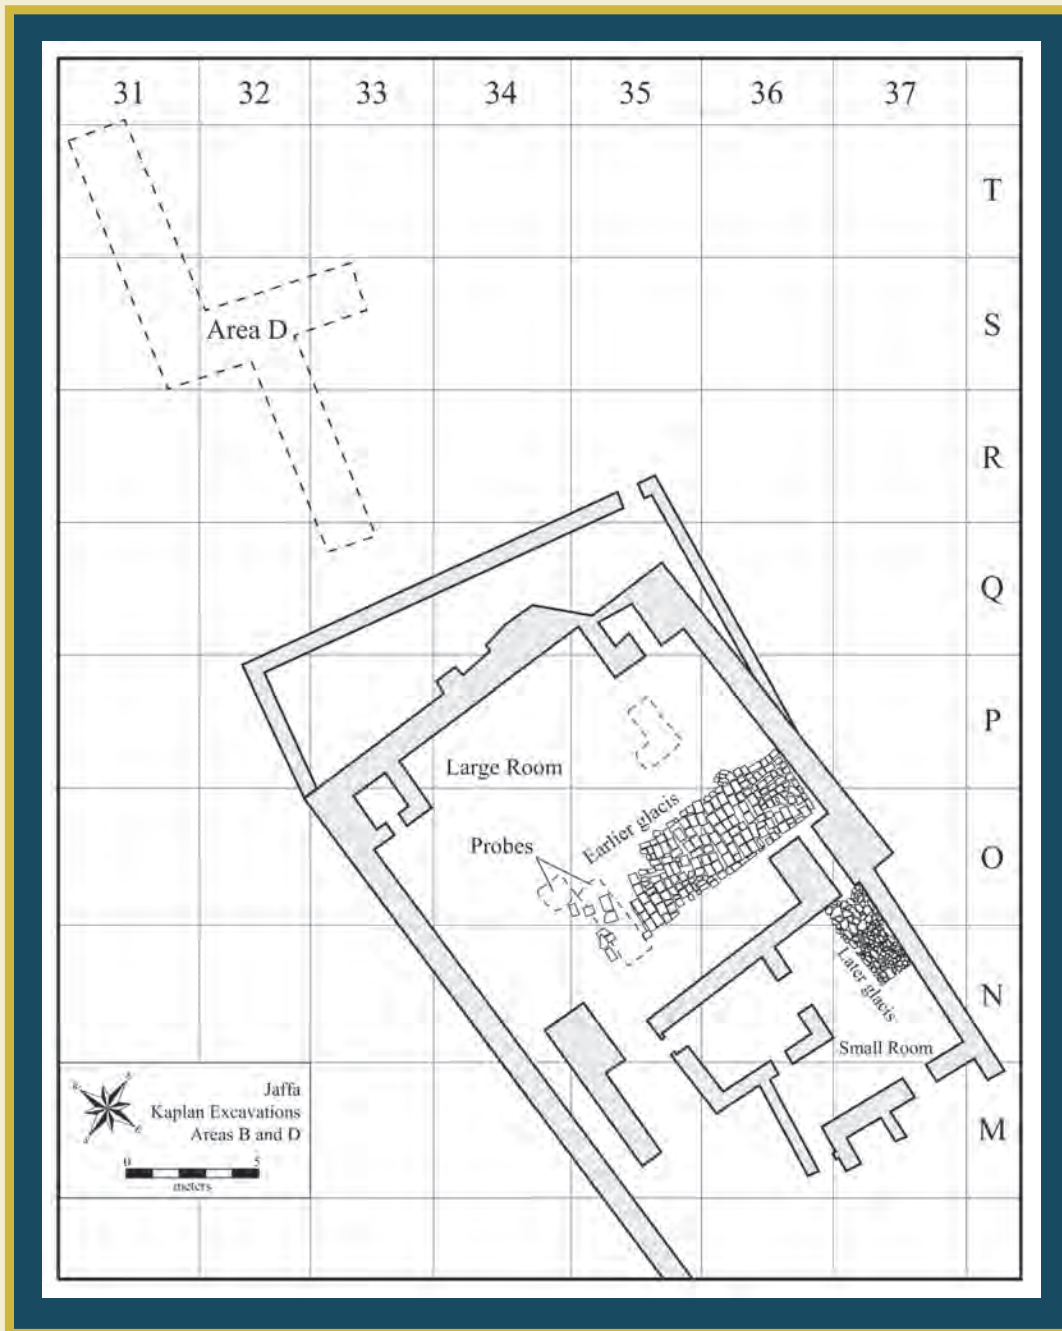 31 32 33 34 35 36 37
T
Area D
S
R
Q
P
Large Room
Earlier glacis
Probes
O
Later glacis
N
Small Room
Jaffa
Kaplan Excavations
Areas B and D
M
0 5
meters